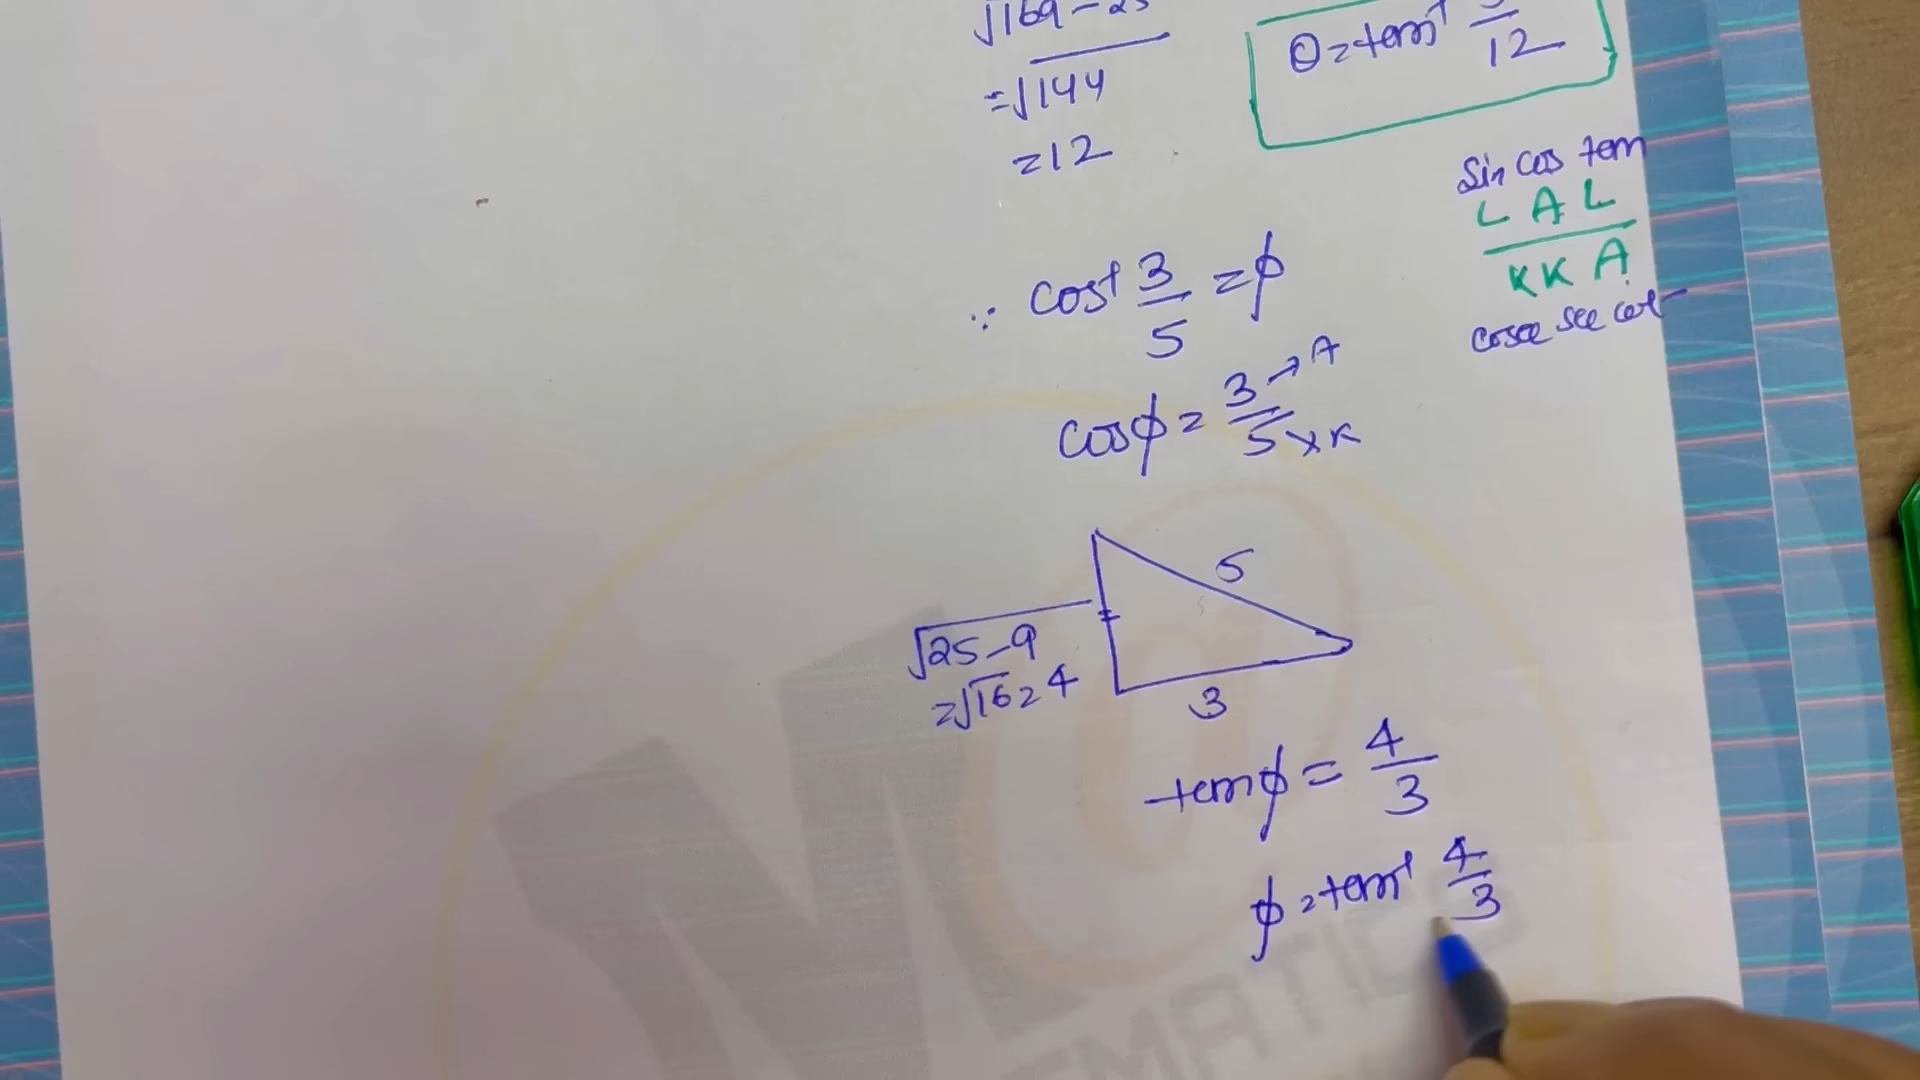 √169-25
=√144
=12
θ=tan⁻¹ 5/12
Sin Cos tan
L A L
K K A
cosec sec cot
∵ cos⁻¹ 3/5 = φ
cosφ = 3/5 → A
→ K
5
√25-9
=√16=4
3
tanφ = 4/3
φ=tan⁻¹ 4/3